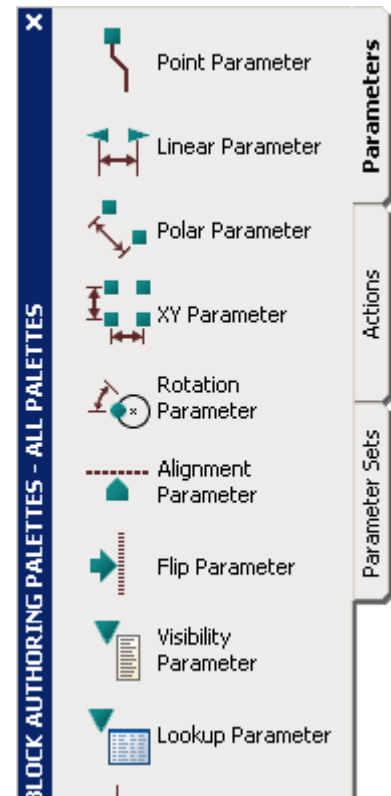 Point Parameter
Linear Parameter
Polar Parameter
XY Parameter
Rotation
Parameter
Alignment
Parameter
Flip Parameter
Visibility
Parameter
Lookup Parameter
Parameters
Actions
Parameter Sets
BLOCK AUTHORING PALETTES - ALL PALETTES